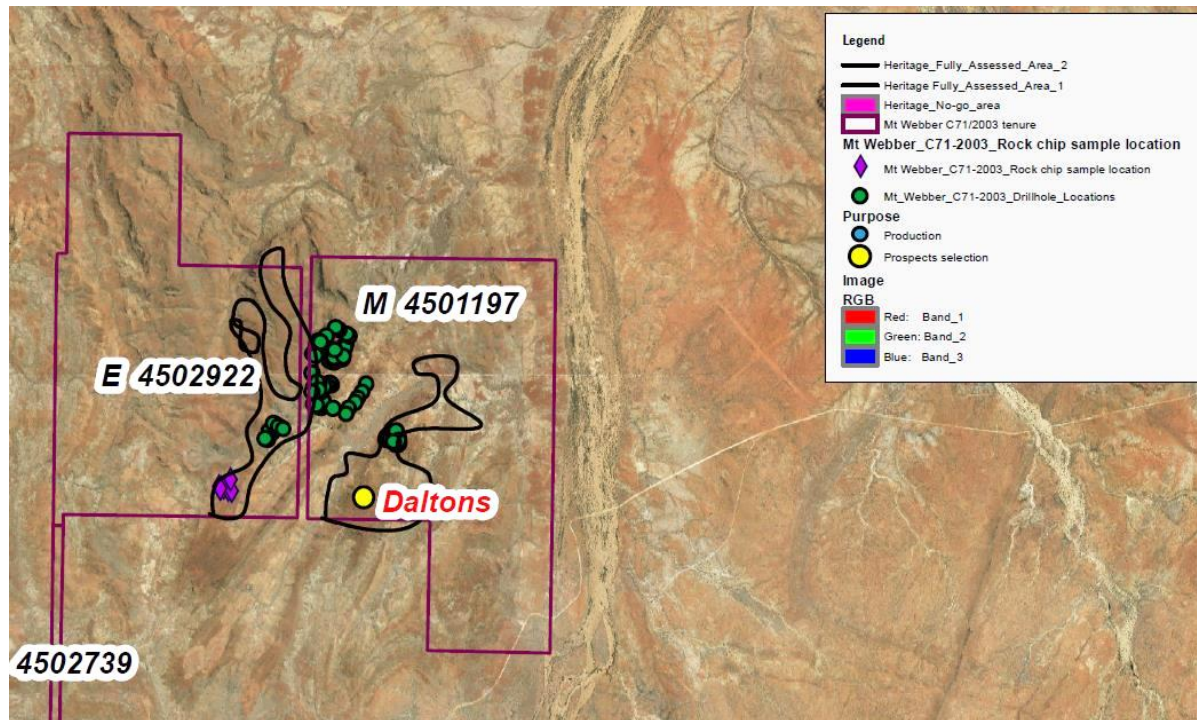 Legend
Heritage_Fully_Assessed_Area_2
Heritage Fully_Assessed_Area_1
Heritage_No-go_area
Mt Webber C71/2003 tenure
Mt Webber_C71-2003_Rock chip sample location
Mt Webber_C71-2003_Rock chip sample location
Mt_Webber_C71-2003_Drillhole_Locations
Purpose
Production
Prospects selection
Image
RGB
Red: Band_1
Green: Band_2
Blue: Band_3
M 4501197
E 4502922
Daltons
4502739